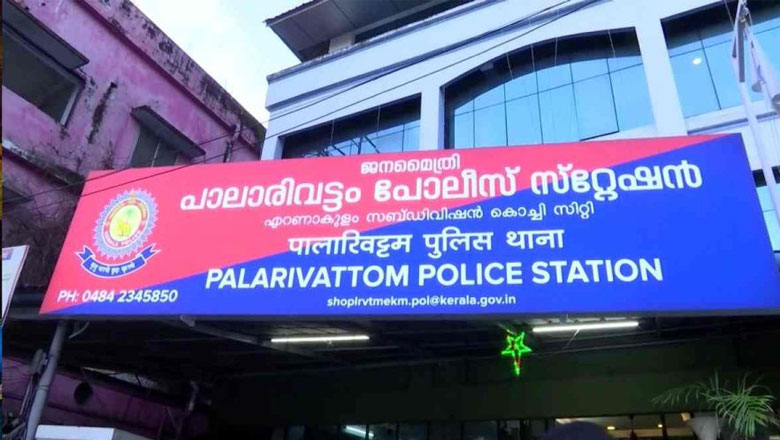 ജനമൈത്രി
പാലാരിവട്ടം പോലീസ് സ്റ്റേഷൻ
എറണാകുളം സബ്ഡിവിഷൻ കൊച്ചി സിറ്റി
पालारिवट्टम पुलिस थाना
PALARIVATTOM POLICE STATION
PH: 0484 2345850
shoplrvtmekm.pol@kerala.gov.in